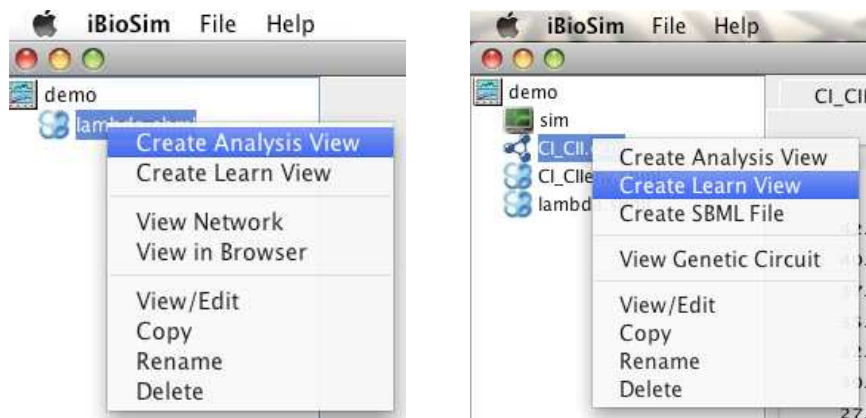 iBioSim File Help
demo
Create Analysis View
Create Learn View
View Network
View in Browser
View/Edit
Copy
Rename
Delete
iBioSim File Help
demo
sim
CI_CII
Create Analysis View
Create Learn View
Create SBML File
View Genetic Circuit
View/Edit
Copy
Rename
Delete